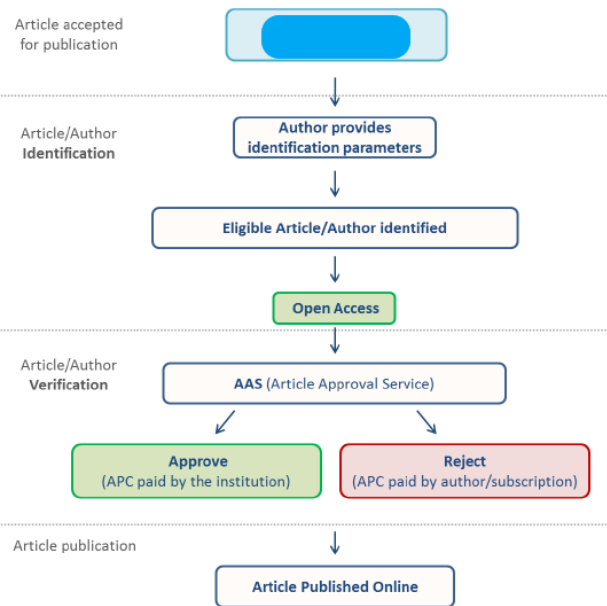 Article accepted
for publication
Article/Author
Identification
Author provides
identification parameters
Eligible Article/Author identified
Open Access
Article/Author
Verification
AAS (Article Approval Service)
Approve
(APC paid by the institution)
Reject
(APC paid by author/subscription)
Article publication
Article Published Online